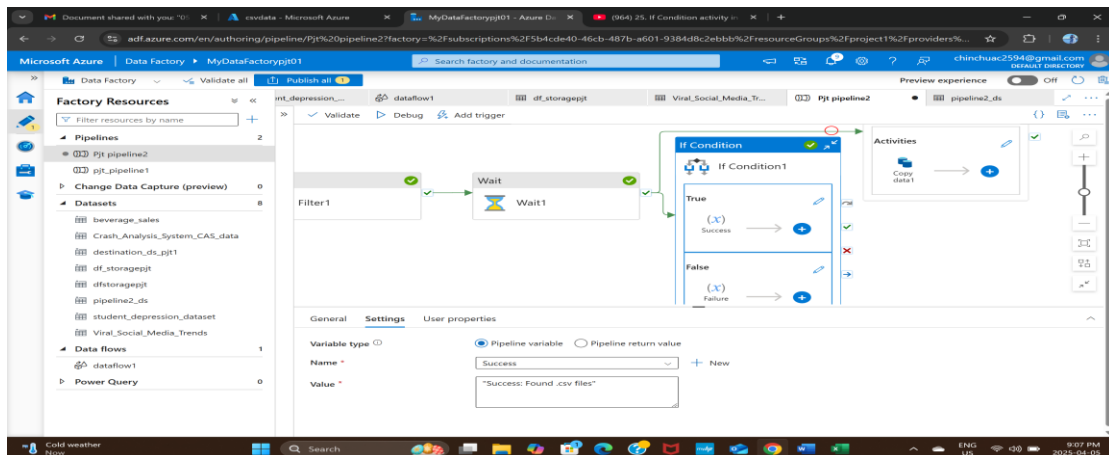 Document shared with you: "DS
csvdata - Microsoft Azure
MyDataFactorypjt01 - Azure Da
(964) 25. If Condition activity in
adf.azure.com/en/authoring/pipeline/Pjt%20pipeline2?factory=%2Fsubscriptions%2F5b4cde40-46cb-487b-a601-9384d8c2ebbb%2FresourceGroups%2Fproject1%2Fproviders%...
Microsoft Azure
Data Factory
MyDataFactorypjt01
Search factory and documentation
chinchuac2594@gmail.com
DEFAULT DIRECTORY
Data Factory
Validate all
Publish all 1
Preview experience
Off
Factory Resources
Filter resources by name
Pipelines 2
Pjt pipeline2
pjt_pipeline1
Change Data Capture (preview) 0
Datasets 8
beverage_sales
Crash_Analysis_System_CAS_data
destination_ds_pjt1
df_storagepjt
dfstoragepjt
pipeline2_ds
student_depression_dataset
Viral_Social_Media_Trends
Data flows 1
dataflow1
Power Query 0
nt_depression_...
dataflow1
df_storagepjt
Viral_Social_Media_Tr...
Pjt pipeline2
pipeline2_ds
Validate
Debug
Add trigger
Filter1
Wait
Wait1
If Condition
If Condition1
True
(x)
Success
False
(x)
Failure
Activities
Copy
data1
General
Settings
User properties
Variable type
Pipeline variable
Pipeline return value
Name *
Success
New
Value *
"Success: Found .csv files"
Cold weather
Now
Search
ENG
US
9:07 PM
2025-04-05